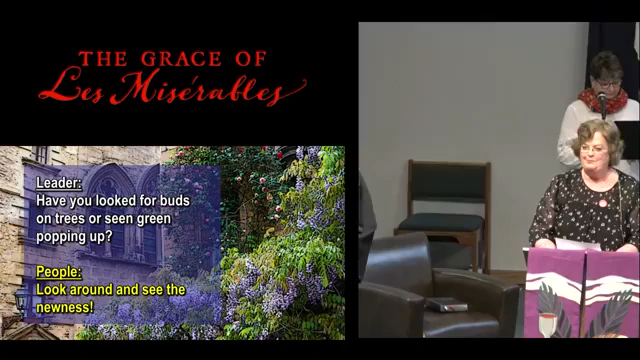 THE GRACE OF
Les Misérables
Leader:
Have you looked for buds
on trees or seen green
popping up?
People:
Look around and see the
newness!